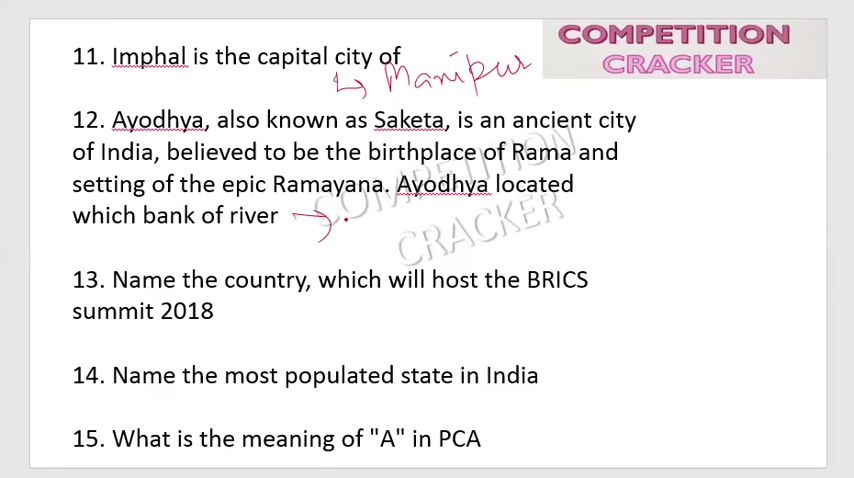 COMPETITION
CRACKER
11. Imphal is the capital city of
Manipur
12. Ayodhya, also known as Saketa, is an ancient city
of India, believed to be the birthplace of Rama and
setting of the epic Ramayana. Ayodhya located
which bank of river
COMPETITION
CRACKER
13. Name the country, which will host the BRICS
summit 2018
14. Name the most populated state in India
15. What is the meaning of "A" in PCA